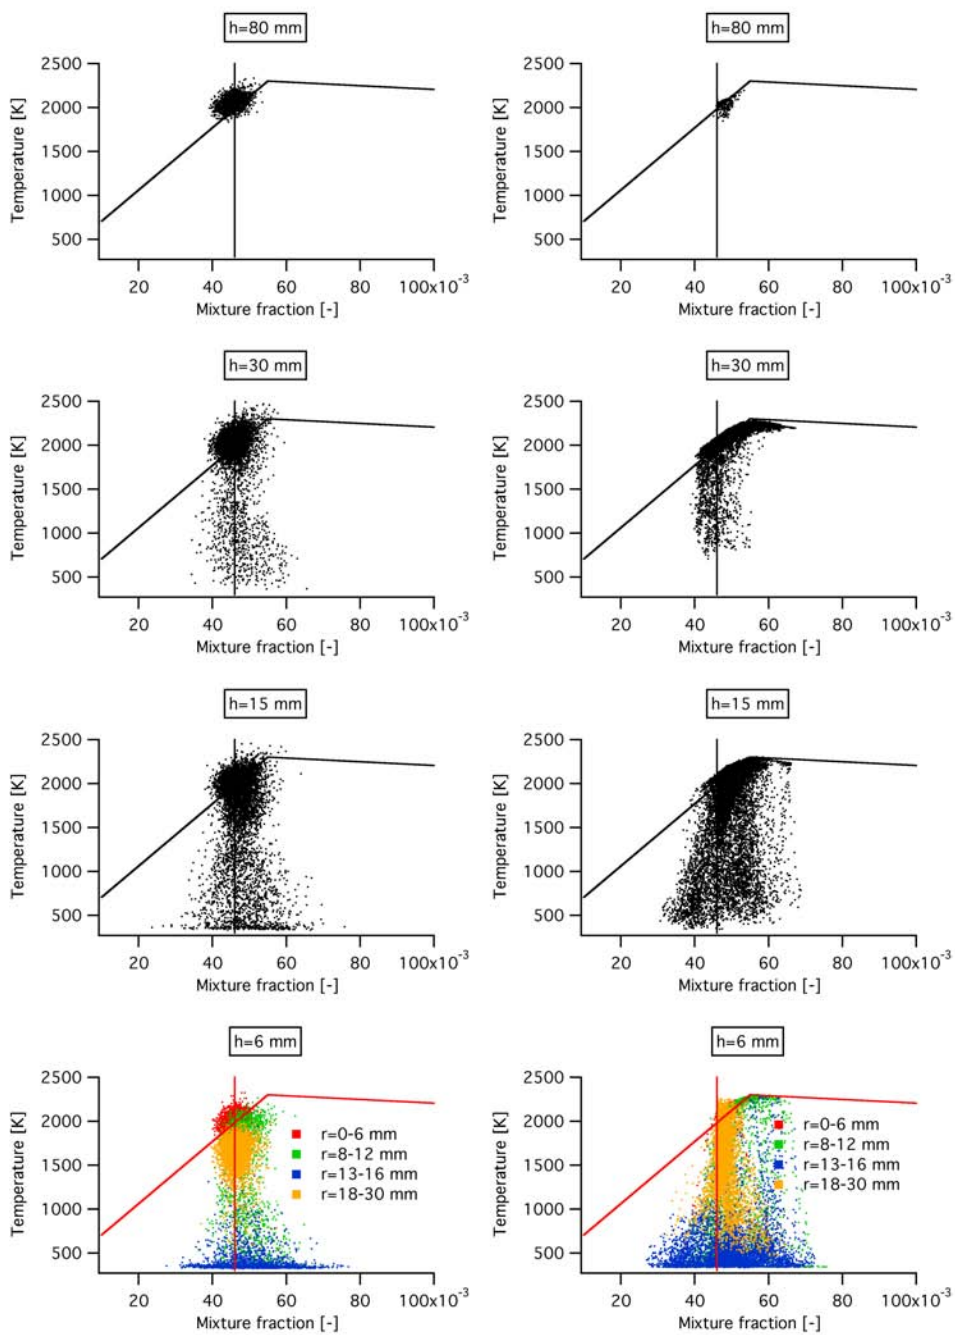 h=80 mm
h=80 mm
2500
2000
1500
1000
500
Temperature [K]
20 40 60 80 100x10-3
Mixture fraction [-]
2500
2000
1500
1000
500
Temperature [K]
20 40 60 80 100x10-3
Mixture fraction [-]
h=30 mm
h=30 mm
2500
2000
1500
1000
500
Temperature [K]
20 40 60 80 100x10-3
Mixture fraction [-]
2500
2000
1500
1000
500
Temperature [K]
20 40 60 80 100x10-3
Mixture fraction [-]
h=15 mm
h=15 mm
2500
2000
1500
1000
500
Temperature [K]
20 40 60 80 100x10-3
Mixture fraction [-]
2500
2000
1500
1000
500
Temperature [K]
20 40 60 80 100x10-3
Mixture fraction [-]
h=6 mm
h=6 mm
2500
2000
1500
1000
500
Temperature [K]
r=0-6 mm
r=8-12 mm
r=13-16 mm
r=18-30 mm
20 40 60 80 100x10-3
Mixture fraction [-]
2500
2000
1500
1000
500
Temperature [K]
r=0-6 mm
r=8-12 mm
r=13-16 mm
r=18-30 mm
20 40 60 80 100x10-3
Mixture fraction [-]